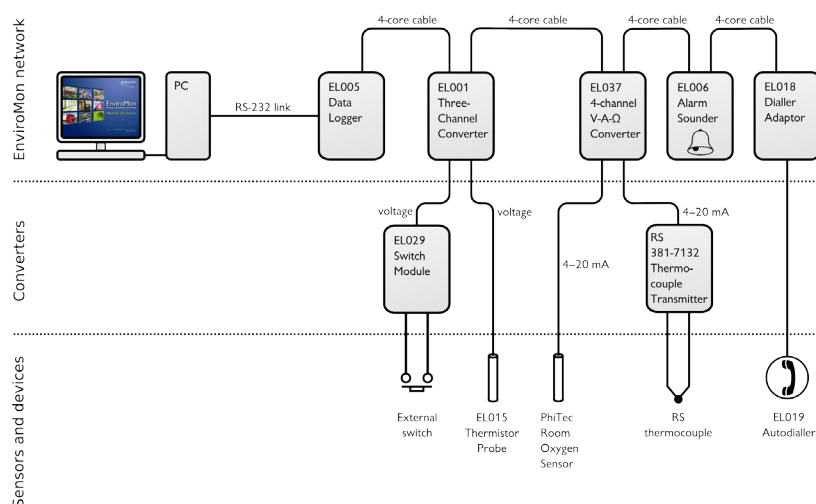 EnviroMon network
4-core cable
4-core cable
4-core cable
4-core cable
PC
RS-232 link
EL005
Data
Logger
EL001
Three-
Channel
Converter
EL037
4-channel
V-A-Ω
Converter
EL006
Alarm
Sounder
EL018
Dialler
Adaptor
EnviroMon
Converters
voltage
voltage
4–20 mA
4–20 mA
EL029
Switch
Module
RS
381-7132
Thermo-
couple
Transmitter
Sensors and devices
External
switch
EL015
Thermistor
Probe
PhiTec
Room
Oxygen
Sensor
RS
thermocouple
EL019
Autodialler